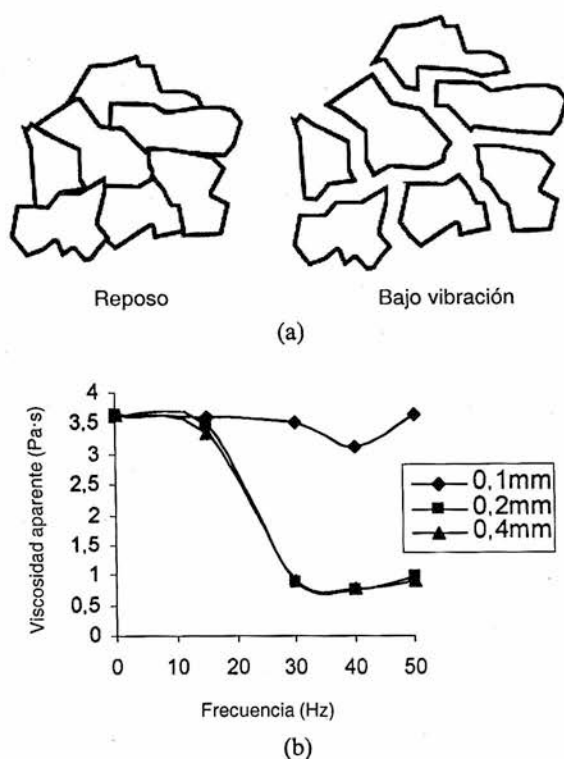 Reposo
Bajo vibración
(a)
Viscosidad aparente (Pa·s)
4
3,5
3
2,5
2
1,5
1
0,5
0
0 10 20 30 40 50
Frecuencia (Hz)
0,1mm
0,2mm
0,4mm
(b)